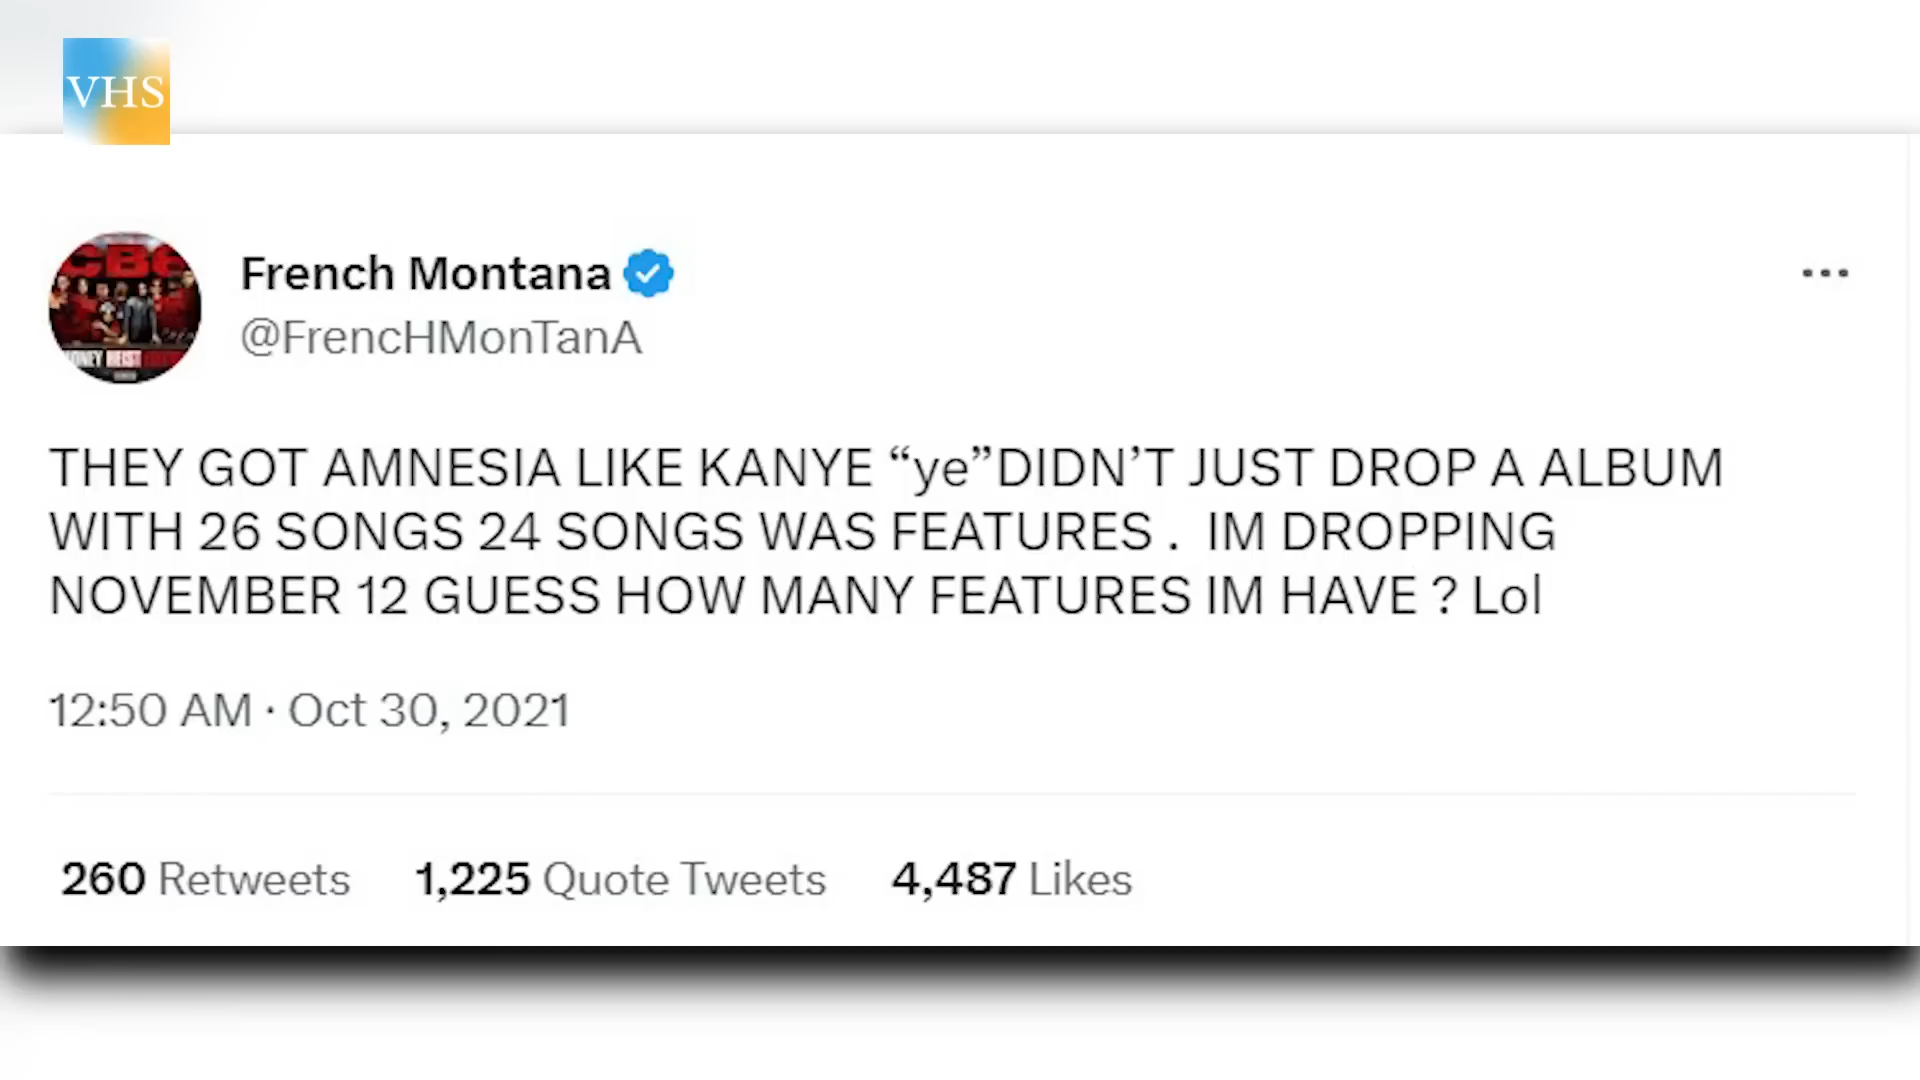 VHS
CB6
French Montana
@FrencHMonTanA
THEY GOT AMNESIA LIKE KANYE “ye”DIDN’T JUST DROP A ALBUM
WITH 26 SONGS 24 SONGS WAS FEATURES .  IM DROPPING
NOVEMBER 12 GUESS HOW MANY FEATURES IM HAVE ? Lol
12:50 AM · Oct 30, 2021
260 Retweets 1,225 Quote Tweets 4,487 Likes